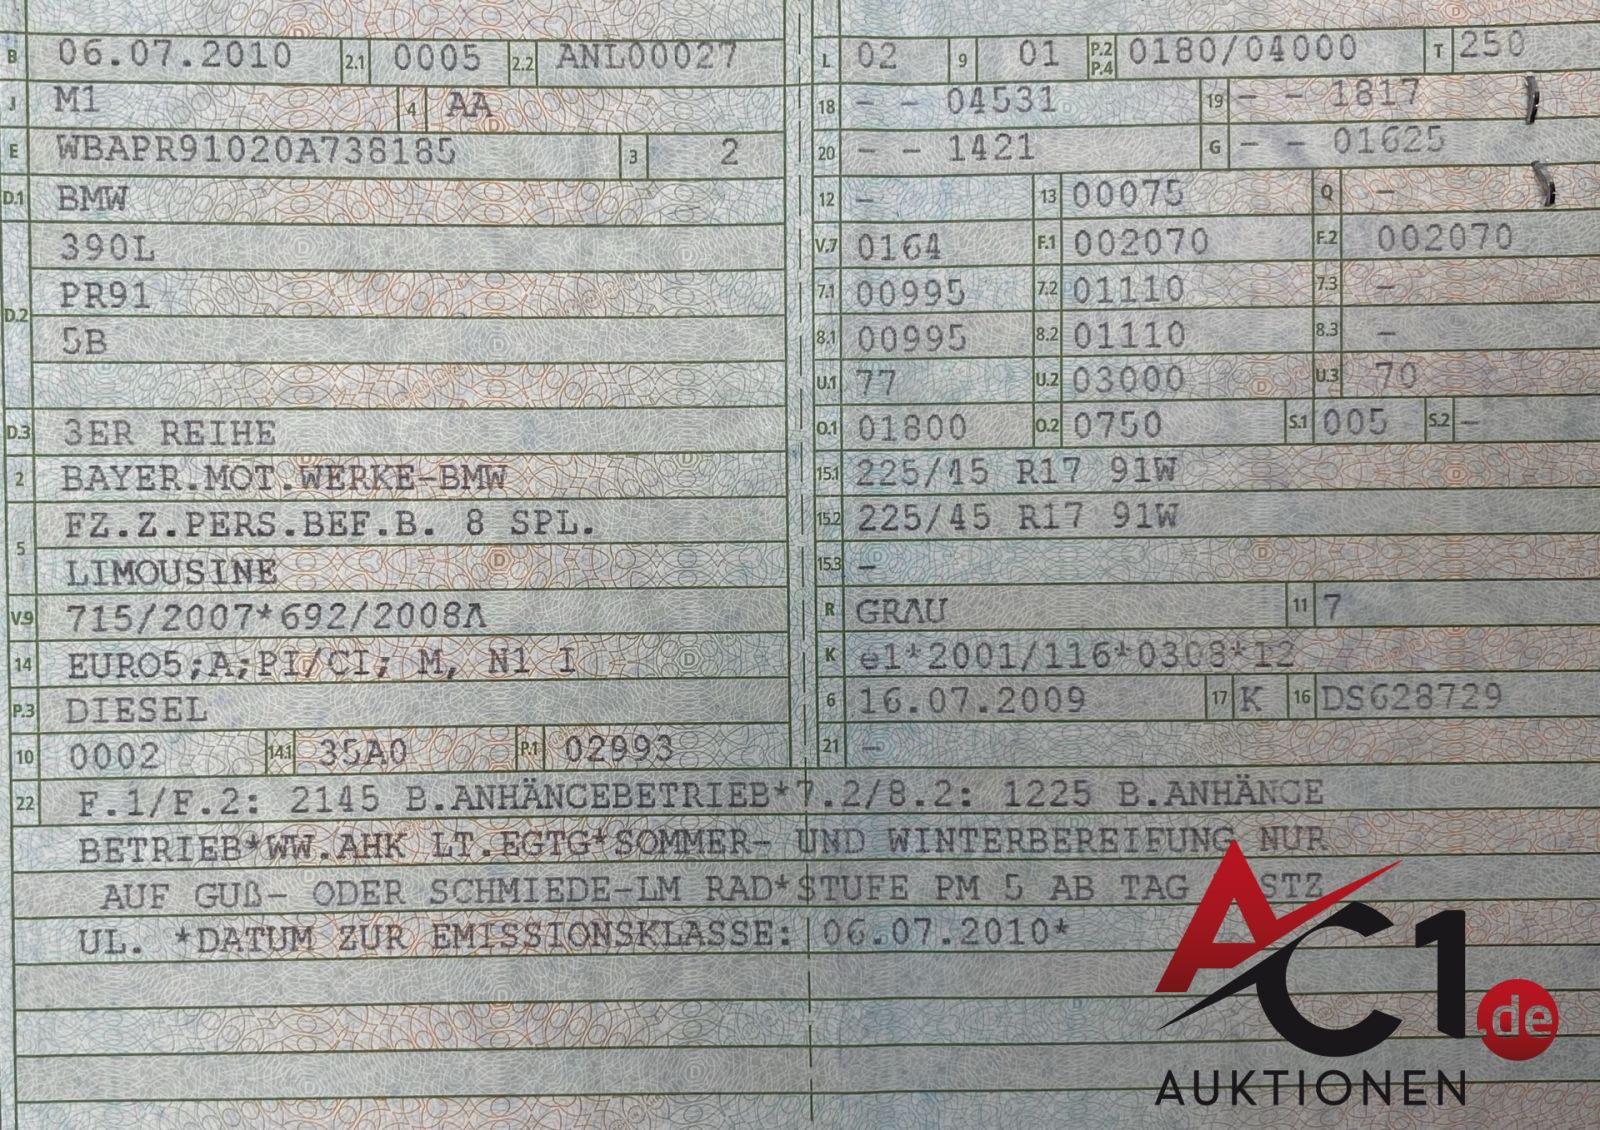 B 06.07.2010 2.1 0005 2.2 ANL00027
J M1 4 AA
E WBAPR91020A738185 3 2
D.1 BMW
D.2 390L
PR91
5B
D.3 3ER REIHE
2 BAYER.MOT.WERKE-BMW
5 FZ.Z.PERS.BEF.B. 8 SPL.
LIMOUSINE
V.9 715/2007*692/2008A
14 EURO5;A;PI/CI; M, N1 I
P.3 DIESEL
10 0002 14.1 35A0 P.1 02993
L 02 9 01 P.2 P.4 0180/04000 T 250
18 - - 04531 19 - - 1817
20 - - 1421 G - - 01625
12 - 13 00075 Q -
V.7 0164 F.1 002070 F.2 002070
7.1 00995 7.2 01110 7.3 -
8.1 00995 8.2 01110 8.3 -
U.1 77 U.2 03000 U.3 70
O.1 01800 O.2 0750 S.1 005 S.2 -
15.1 225/45 R17 91W
15.2 225/45 R17 91W
15.3 -
R GRAU 11 7
K e1*2001/116*0308*12
6 16.07.2009 17 K 16 DS628729
21 -
22 F.1/F.2: 2145 B.ANHÄNGEBETRIEB*7.2/8.2: 1225 B.ANHÄNGE
BETRIEB*WW.AHK LT.EGTG*SOMMER- UND WINTERBEREIFUNG NUR
AUF GUß- ODER SCHMIEDE-LM RAD*STUFE PM 5 AB TAG STZ
UL. *DATUM ZUR EMISSIONSKLASSE: 06.07.2010*
AC1.de
AUKTIONEN